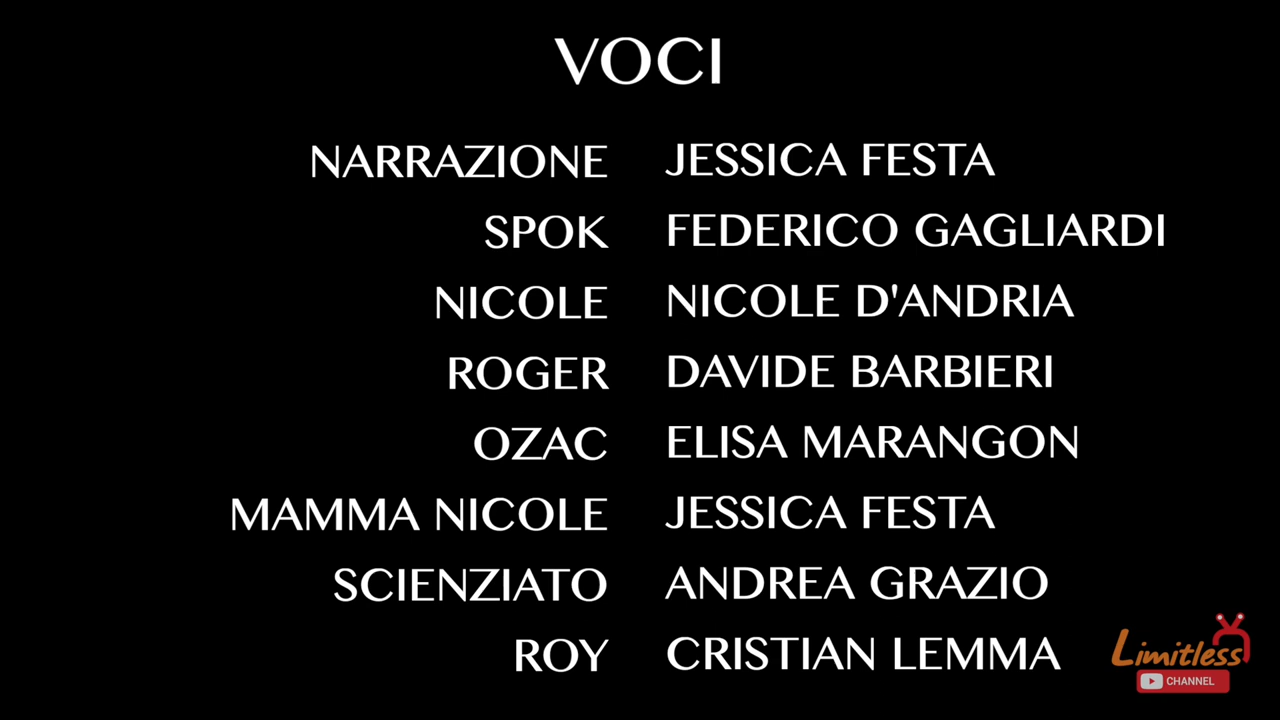 VOCI
NARRAZIONE JESSICA FESTA
SPOK FEDERICO GAGLIARDI
NICOLE NICOLE D'ANDRIA
ROGER DAVIDE BARBIERI
OZAC ELISA MARANGON
MAMMA NICOLE JESSICA FESTA
SCIENZIATO ANDREA GRAZIO
ROY CRISTIAN LEMMA
Limitless
CHANNEL